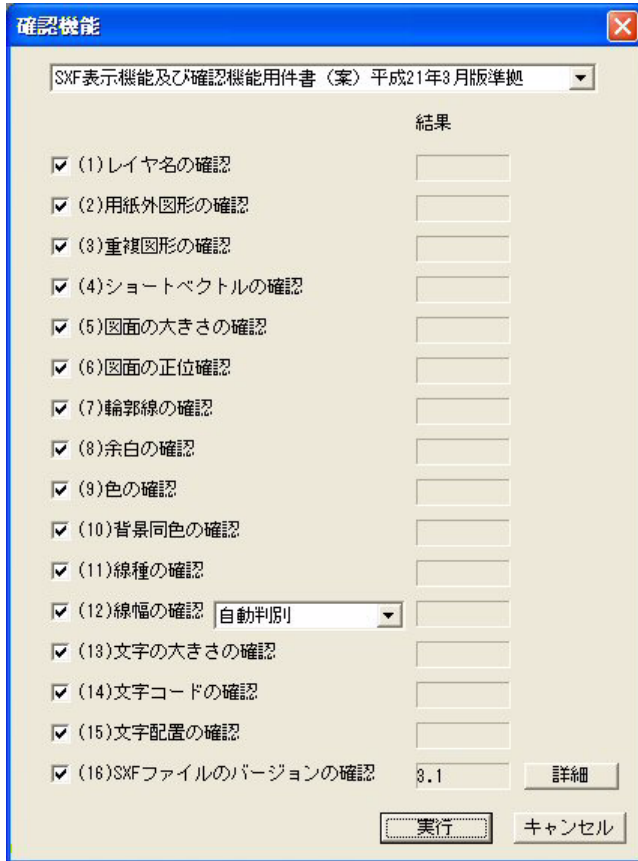 確認機能
SXF表示機能及び確認機能用件書（案）平成21年3月版準拠
結果
(1)レイヤ名の確認
(2)用紙外図形の確認
(3)重複図形の確認
(4)ショートベクトルの確認
(5)図面の大きさの確認
(6)図面の正位確認
(7)輪郭線の確認
(8)余白の確認
(9)色の確認
(10)背景同色の確認
(11)線種の確認
(12)線幅の確認 自動判別
(13)文字の大きさの確認
(14)文字コードの確認
(15)文字配置の確認
(16)SXFファイルのバージョンの確認 3.1 詳細
実行 キャンセル